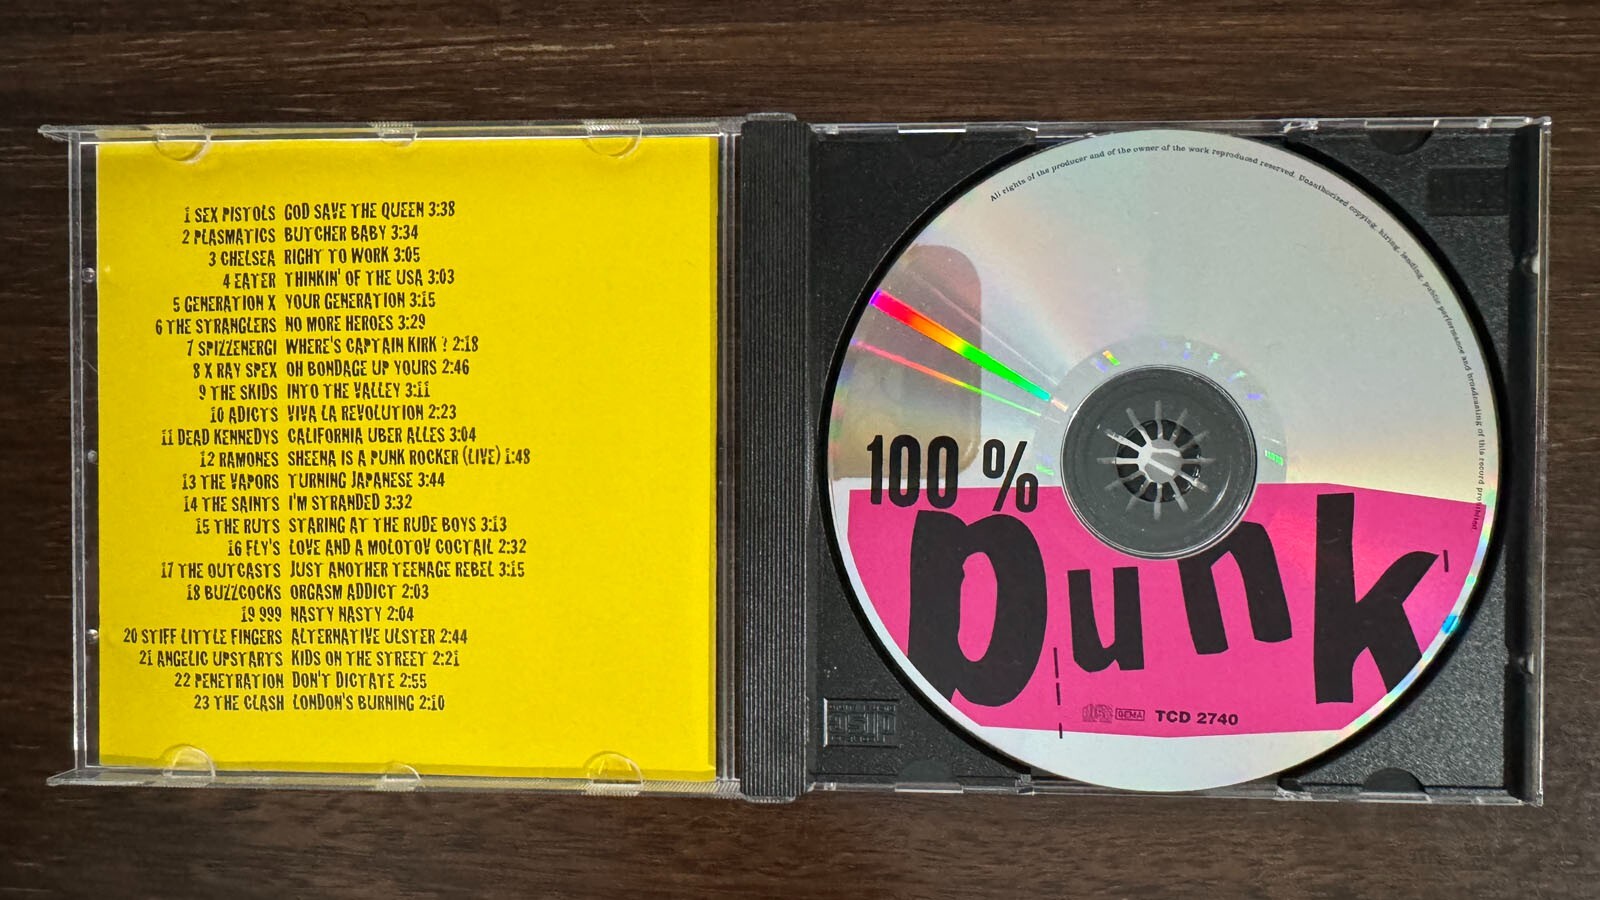 1 SEX PISTOLS GOD SAVE THE QUEEN 3:38
2 PLASMATICS BUTCHER BABY 3:34
3 CHELSEA RIGHT TO WORK 3:05
4 EATER THINKIN' OF THE USA 3:03
5 GENERATION X YOUR GENERATION 3:15
6 THE STRANGLERS NO MORE HEROES 3:29
7 SPIZZENERGI WHERE'S CAPTAIN KIRK ? 2:18
8 X RAY SPEX OH BONDAGE UP YOURS 2:46
9 THE SKIDS INTO THE VALLEY 3:11
10 ADICTS VIVA LA REVOLUTION 2:23
11 DEAD KENNEDYS CALIFORNIA UBER ALLES 3:04
12 RAMONES SHEENA IS A PUNK ROCKER (LIVE) 1:48
13 THE VAPORS TURNING JAPANESE 3:44
14 THE SAINTS I'M STRANDED 3:32
15 THE RUTS STARING AT THE RUDE BOYS 3:13
16 FLY'S LOVE AND A MOLOTOV COCTAIL 2:32
17 THE OUTCASTS JUST ANOTHER TEENAGE REBEL 3:15
18 BUZZCOCKS ORGASM ADDICT 2:03
19 999 NASTY NASTY 2:04
20 STIFF LITTLE FINGERS ALTERNATIVE ULSTER 2:44
21 ANGELIC UPSTARTS KIDS ON THE STREET 2:21
22 PENETRATION DON'T DICTATE 2:55
23 THE CLASH LONDON'S BURNING 2:10
All rights of the producer and of the owner of the work reproduced reserved. Unauthorized copying, hiring, lending, public performance and broadcasting of this record prohibited
100 %
punk
GEMA TCD 2740